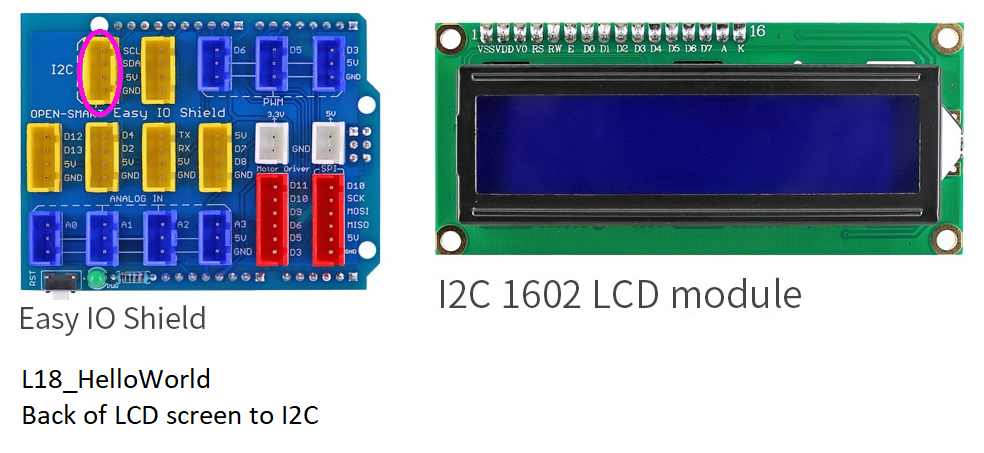 SCL
SDA
I2C
5V
GND
D6
D5
D3
5V
GND
PWM
OPEN-SMART Easy IO Shield
3.3V
5V
D12
D13
5V
GND
D4
D2
5V
GND
TX
RX
5V
GND
5V
D7
D8
GND
GND
Motor Driver
SPI
D11
D10
D9
D6
D5
D3
D10
SCK
MOSI
MISO
5V
GND
ANALOG IN
A0
A1
A2
A3
5V
GND
RST
PWR
Easy IO Shield
1
16
VSS VDD V0 RS RW E D0 D1 D2 D3 D4 D5 D6 D7 A K
I2C 1602 LCD module
L18_HelloWorld
Back of LCD screen to I2C